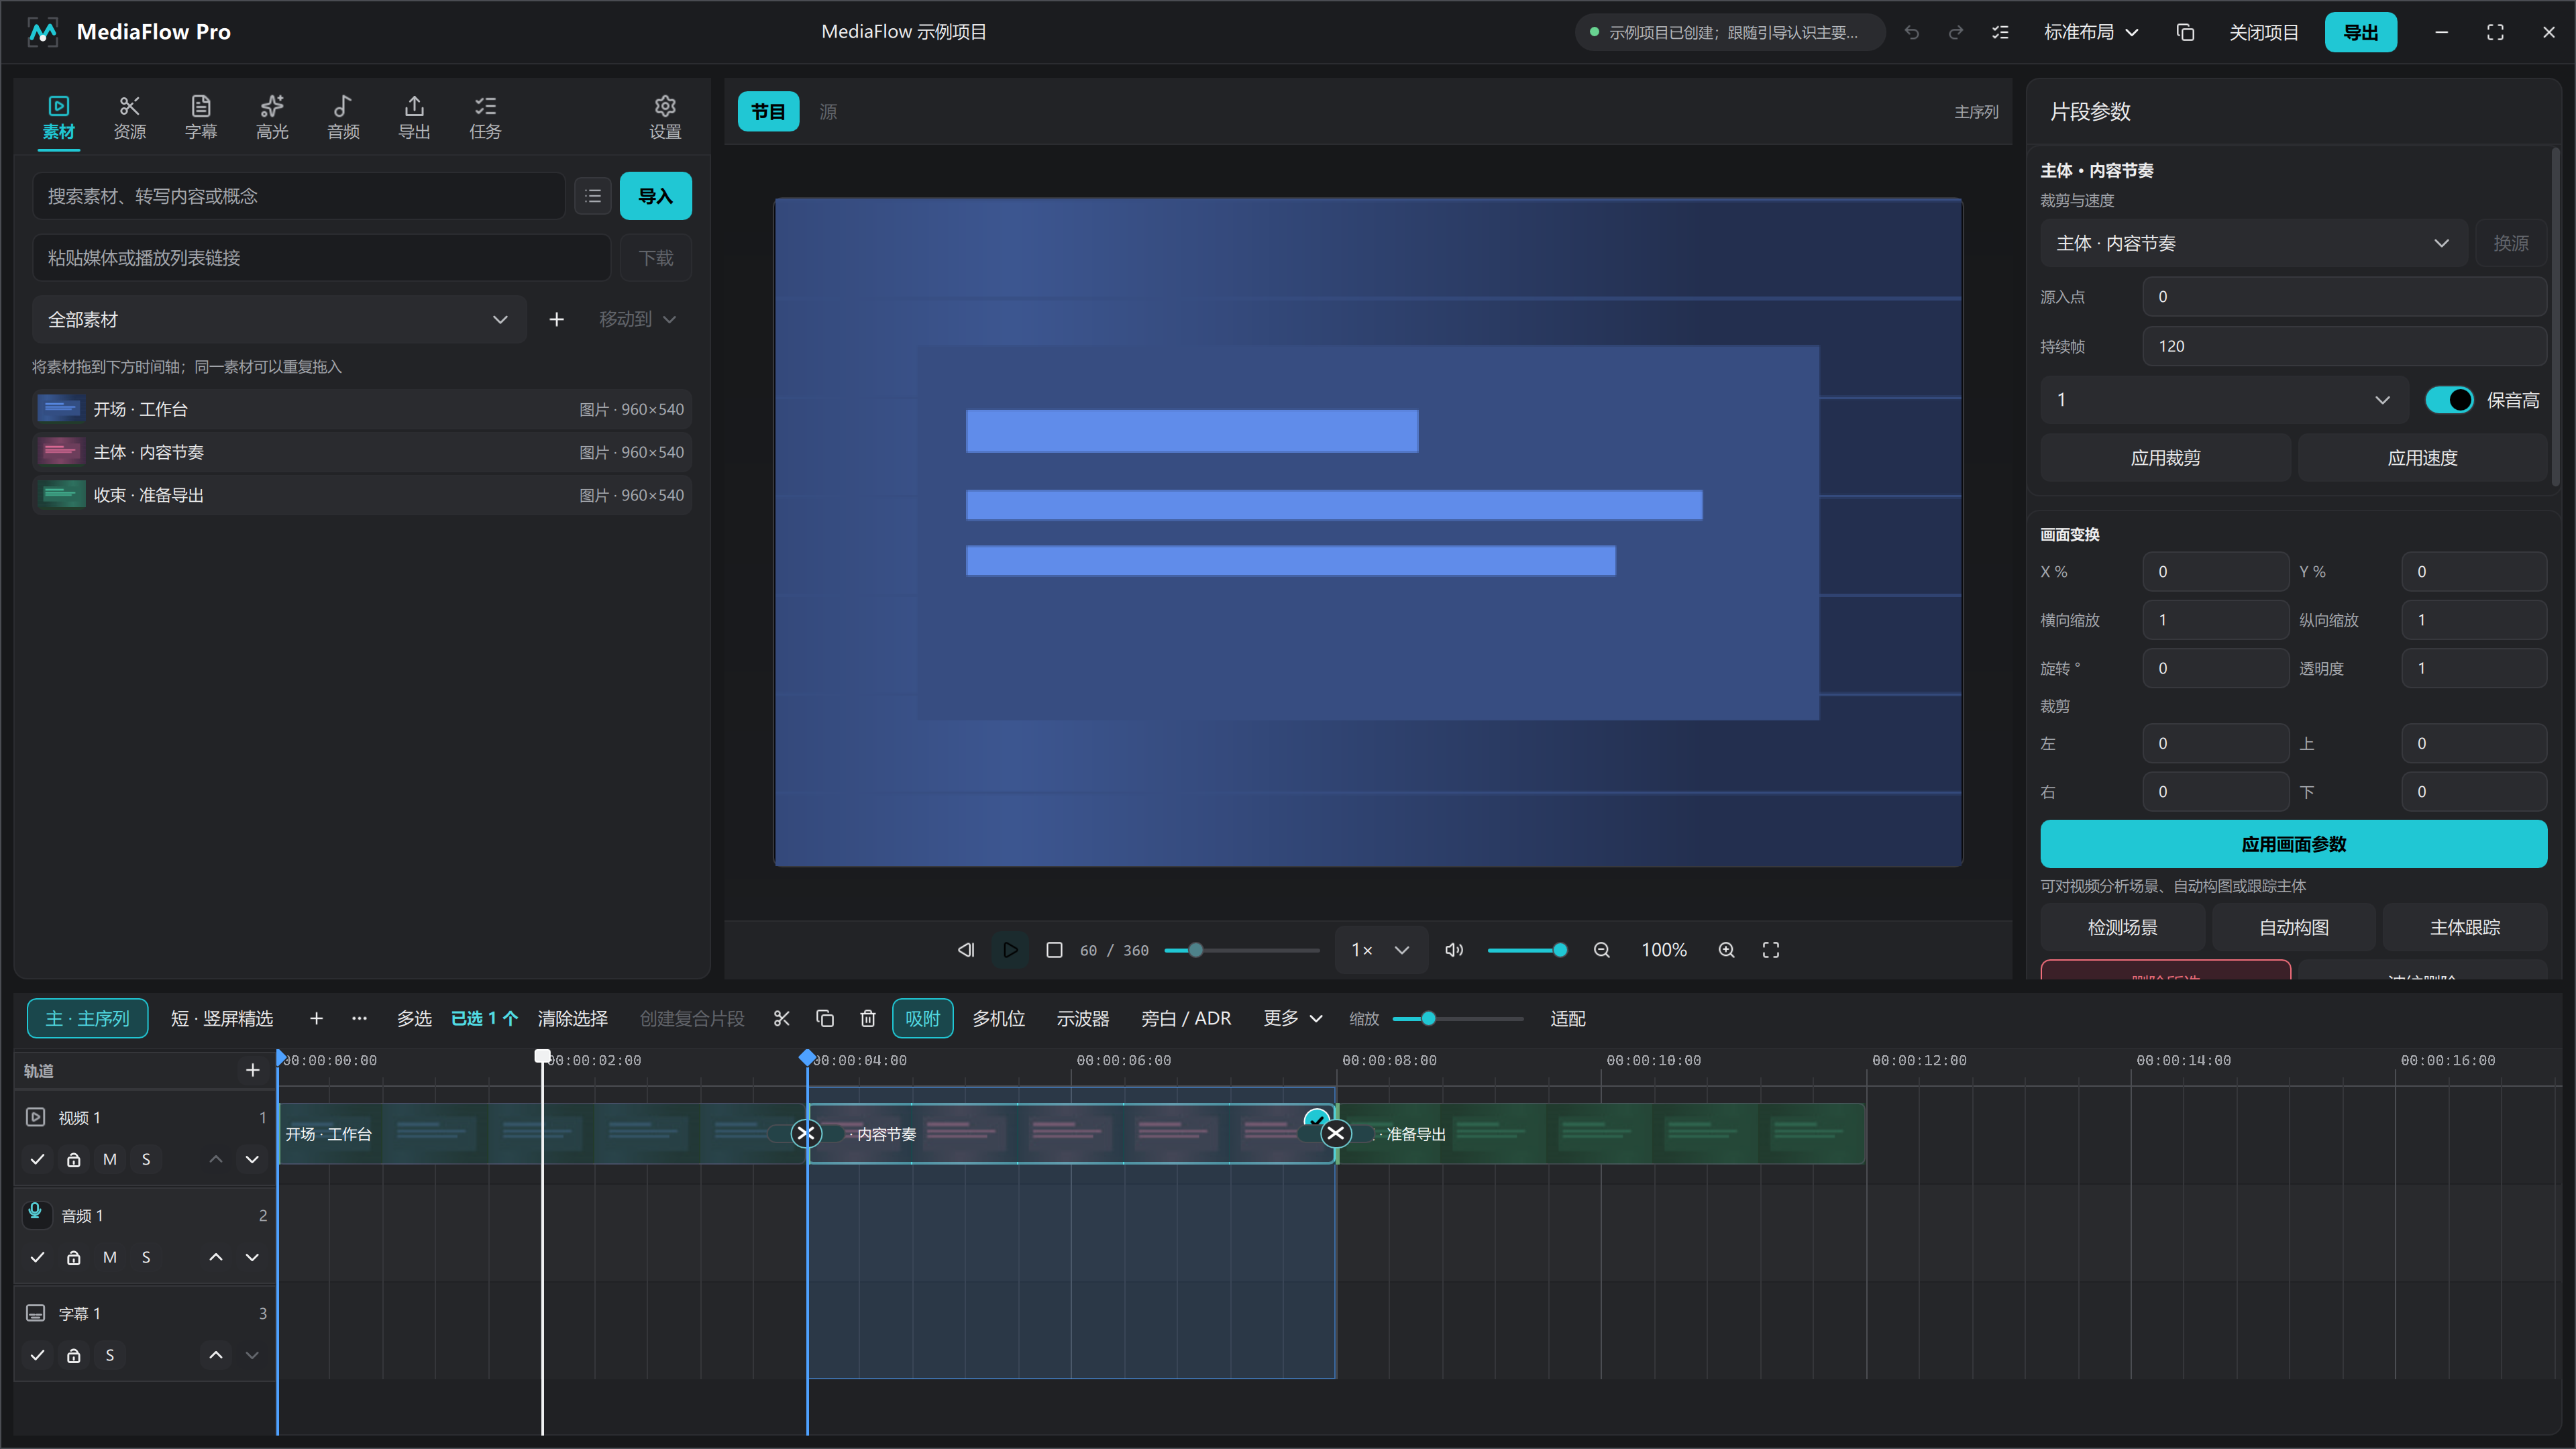 MediaFlow Pro
MediaFlow 示例项目
示例项目已创建；跟随引导认识主要...
标准布局
关闭项目
导出
素材
资源
字幕
高光
音频
导出
任务
设置
搜索素材、转写内容或概念
导入
粘贴媒体或播放列表链接
下载
全部素材
移动到
将素材拖到下方时间轴；同一素材可以重复拖入
开场 · 工作台
图片 · 960×540
主体 · 内容节奏
图片 · 960×540
收束 · 准备导出
图片 · 960×540
节目
源
主序列
60 / 360
1×
100%
片段参数
主体 · 内容节奏
裁剪与速度
主体 · 内容节奏
换源
源入点
0
持续帧
120
1
保音高
应用裁剪
应用速度
画面变换
X %
0
Y %
0
横向缩放
1
纵向缩放
1
旋转 °
0
透明度
1
裁剪
左
0
上
0
右
0
下
0
应用画面参数
可对视频分析场景、自动构图或跟踪主体
检测场景
自动构图
主体跟踪
主 · 主序列
短 · 竖屏精选
多选
已选 1 个
清除选择
创建复合片段
吸附
多机位
示波器
旁白 / ADR
更多
缩放
适配
轨道
00:00:00:00
00:00:02:00
00:00:04:00
00:00:06:00
00:00:08:00
00:00:10:00
00:00:12:00
00:00:14:00
00:00:16:00
视频 1
1
M
S
开场 · 工作台
· 内容节奏
· 准备导出
音频 1
2
M
S
字幕 1
3
S